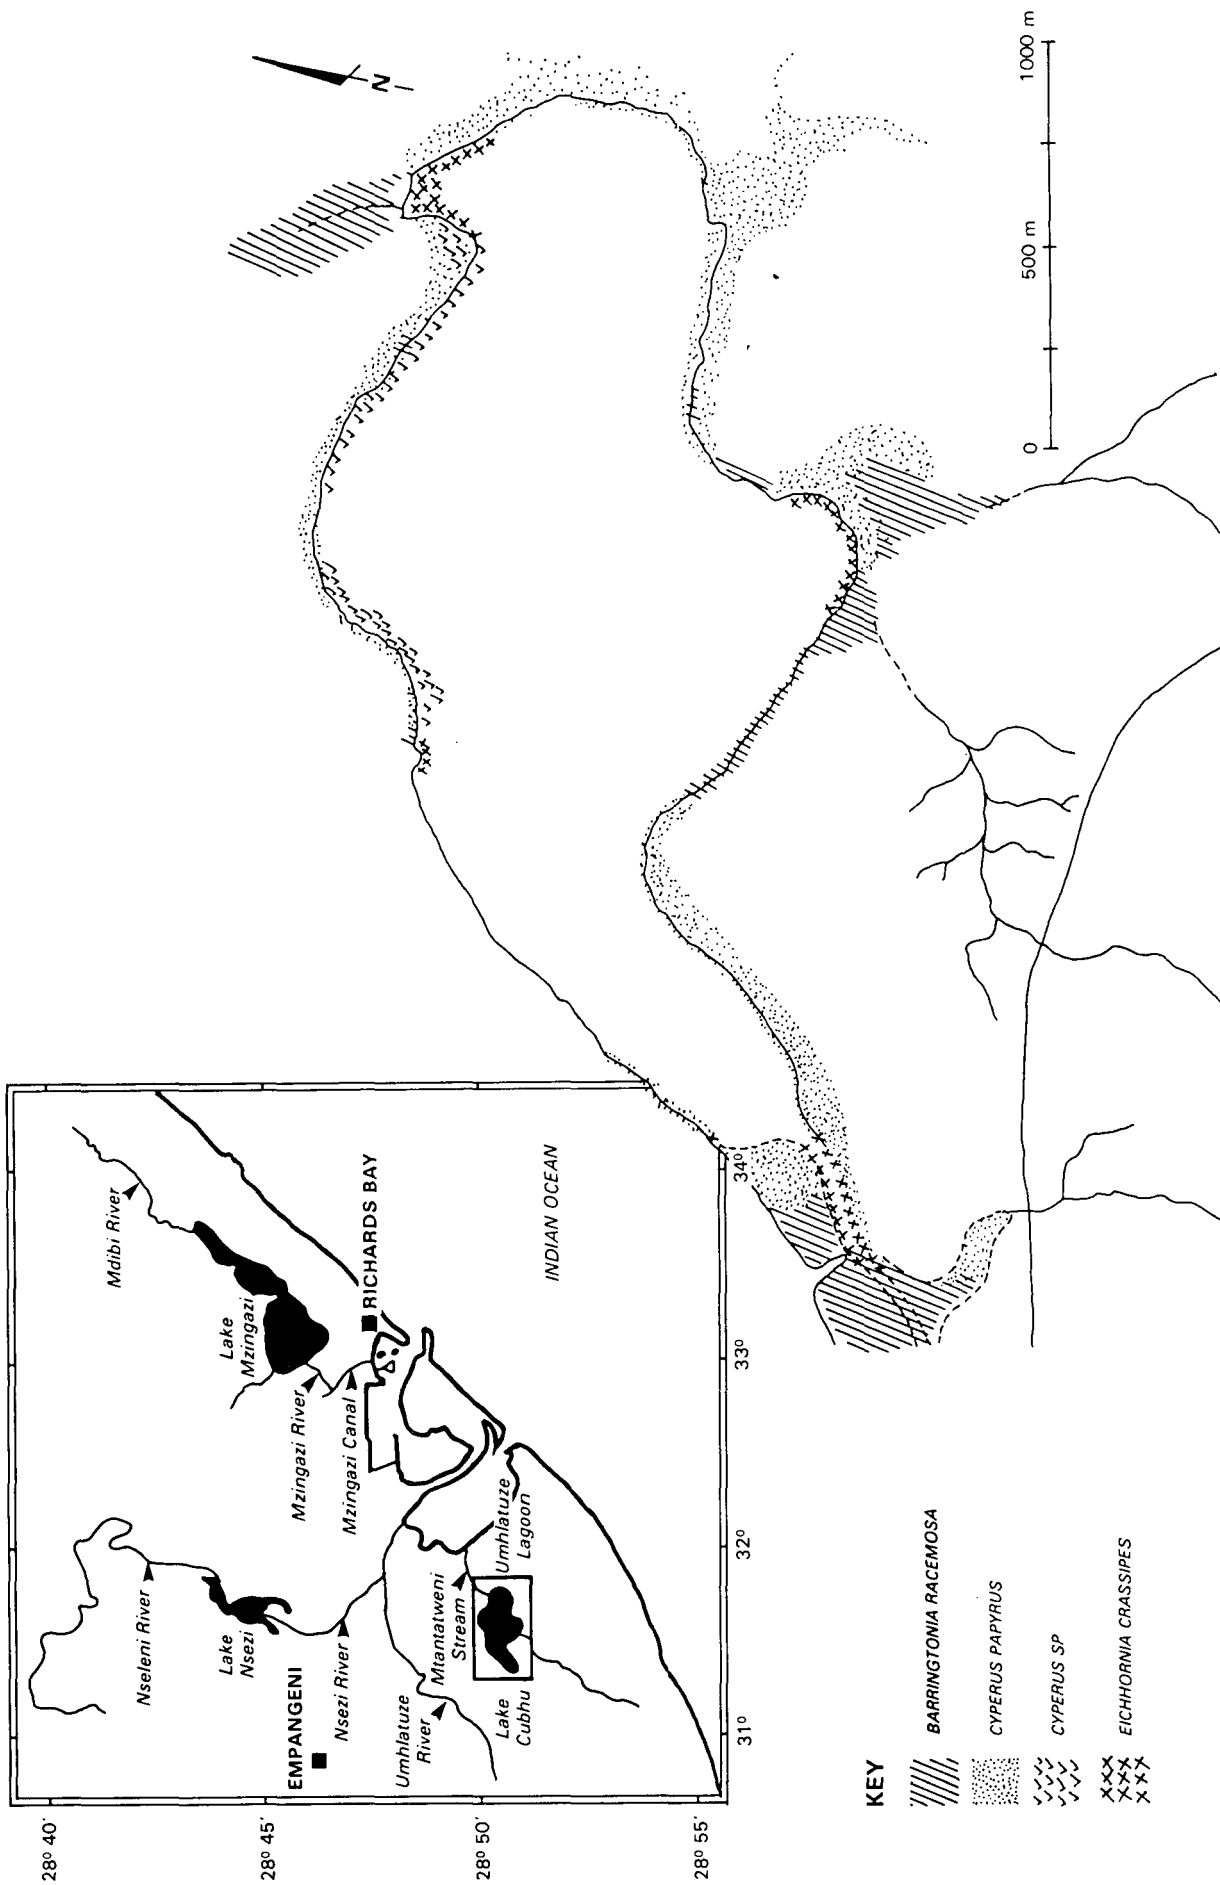 28° 40'
28° 45'
28° 50'
28° 55'
31°
32°
33°
34°
Nseleni River
Lake
Nsezi
EMPANGENI
Nsezi River
Umhlatuze
River
Mtantatweni
Stream
Lake
Cubhu
Umhlatuze
Lagoon
Mdibi River
Lake
Mzingazi
Mzingazi River
Mzingazi Canal
RICHARDS BAY
INDIAN OCEAN
N
0
500 m
1000 m
KEY
BARRINGTONIA RACEMOSA
CYPERUS PAPYRUS
CYPERUS SP
EICHHORNIA CRASSIPES